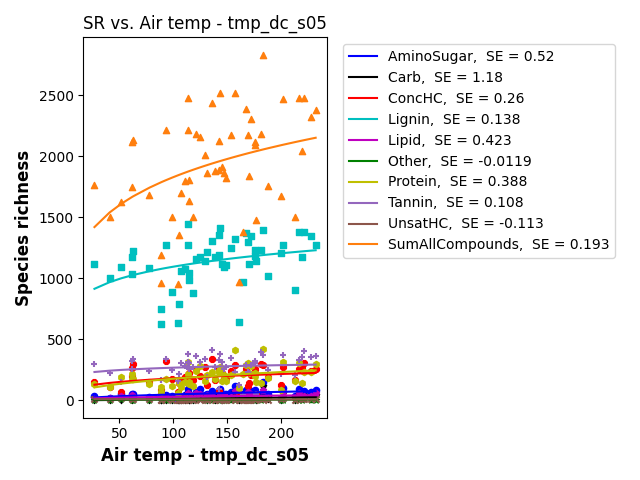 SR vs. Air temp - tmp_dc_s05
Species richness
2500
2000
1500
1000
500
0
50 100 150 200
Air temp - tmp_dc_s05
AminoSugar, SE = 0.52
Carb, SE = 1.18
ConcHC, SE = 0.26
Lignin, SE = 0.138
Lipid, SE = 0.423
Other, SE = -0.0119
Protein, SE = 0.388
Tannin, SE = 0.108
UnsatHC, SE = -0.113
SumAllCompounds, SE = 0.193